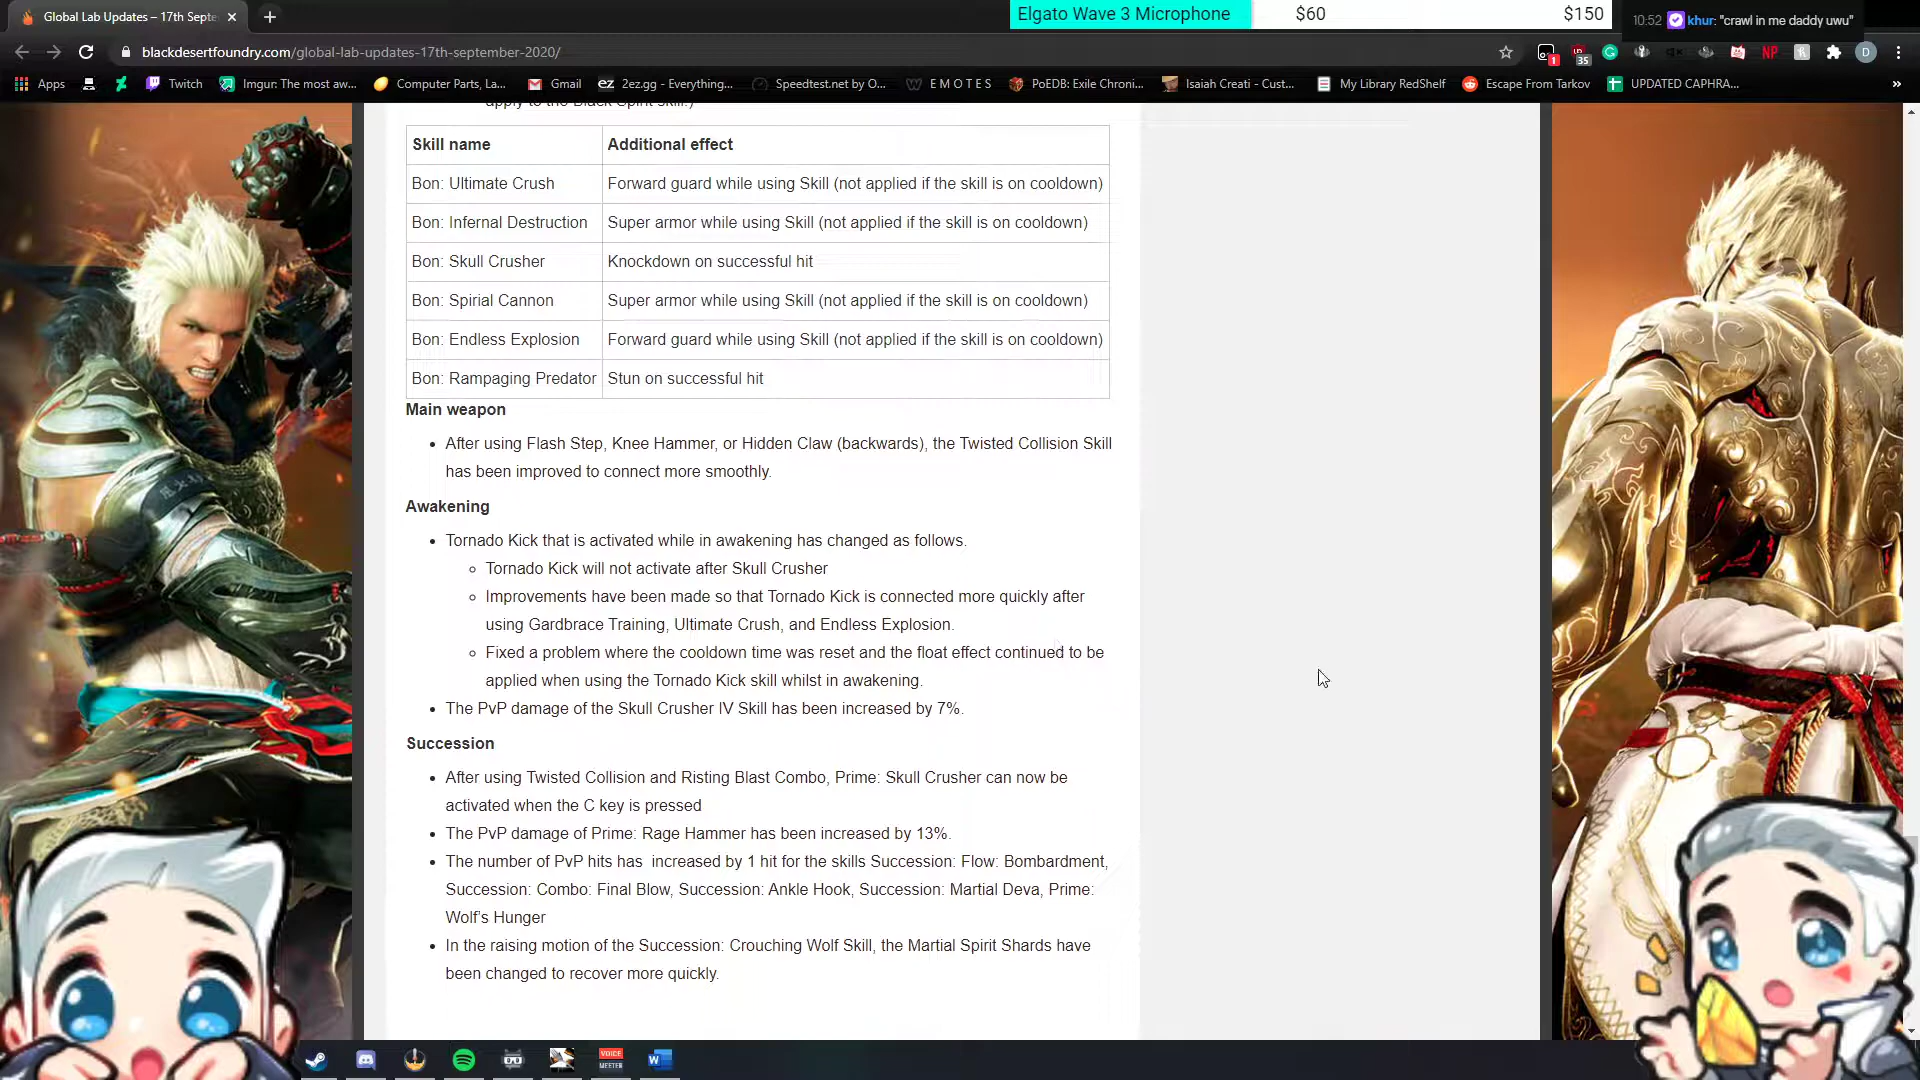 Global Lab Updates – 17th Septe
Elgato Wave 3 Microphone $60 $150
10:52 khur: "crawl in me daddy uwu"
blackdesertfoundry.com/global-lab-updates-17th-september-2020/
1 35 NP D
Apps Twitch Imgur: The most aw... Computer Parts, La... Gmail ez 2ez.gg - Everything... Speedtest.net by O... E M O T E S PoEDB: Exile Chroni... Isaiah Creati - Cust... My Library RedShelf Escape From Tarkov UPDATED CAPHRA... »
apply to the Black Spirit skill.)
Skill name Additional effect
Bon: Ultimate Crush Forward guard while using Skill (not applied if the skill is on cooldown)
Bon: Infernal Destruction Super armor while using Skill (not applied if the skill is on cooldown)
Bon: Skull Crusher Knockdown on successful hit
Bon: Spirial Cannon Super armor while using Skill (not applied if the skill is on cooldown)
Bon: Endless Explosion Forward guard while using Skill (not applied if the skill is on cooldown)
Bon: Rampaging Predator Stun on successful hit
Main weapon
• After using Flash Step, Knee Hammer, or Hidden Claw (backwards), the Twisted Collision Skill
has been improved to connect more smoothly.
Awakening
• Tornado Kick that is activated while in awakening has changed as follows.
◦ Tornado Kick will not activate after Skull Crusher
◦ Improvements have been made so that Tornado Kick is connected more quickly after
using Gardbrace Training, Ultimate Crush, and Endless Explosion.
◦ Fixed a problem where the cooldown time was reset and the float effect continued to be
applied when using the Tornado Kick skill whilst in awakening.
• The PvP damage of the Skull Crusher IV Skill has been increased by 7%.
Succession
• After using Twisted Collision and Risting Blast Combo, Prime: Skull Crusher can now be
activated when the C key is pressed
• The PvP damage of Prime: Rage Hammer has been increased by 13%.
• The number of PvP hits has increased by 1 hit for the skills Succession: Flow: Bombardment,
Succession: Combo: Final Blow, Succession: Ankle Hook, Succession: Martial Deva, Prime:
Wolf's Hunger
• In the raising motion of the Succession: Crouching Wolf Skill, the Martial Spirit Shards have
been changed to recover more quickly.
VOICE
MEETER
W